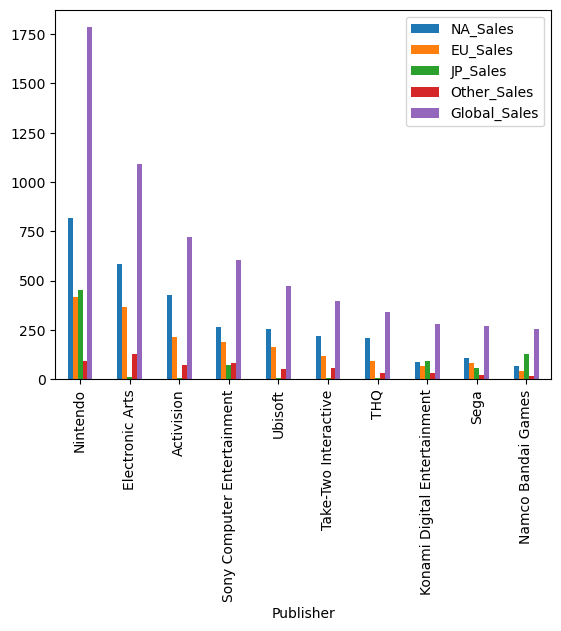 1750
1500
1250
1000
750
500
250
0
NA_Sales
EU_Sales
JP_Sales
Other_Sales
Global_Sales
Nintendo
Electronic Arts
Activision
Sony Computer Entertainment
Ubisoft
Take-Two Interactive
THQ
Konami Digital Entertainment
Sega
Namco Bandai Games
Publisher